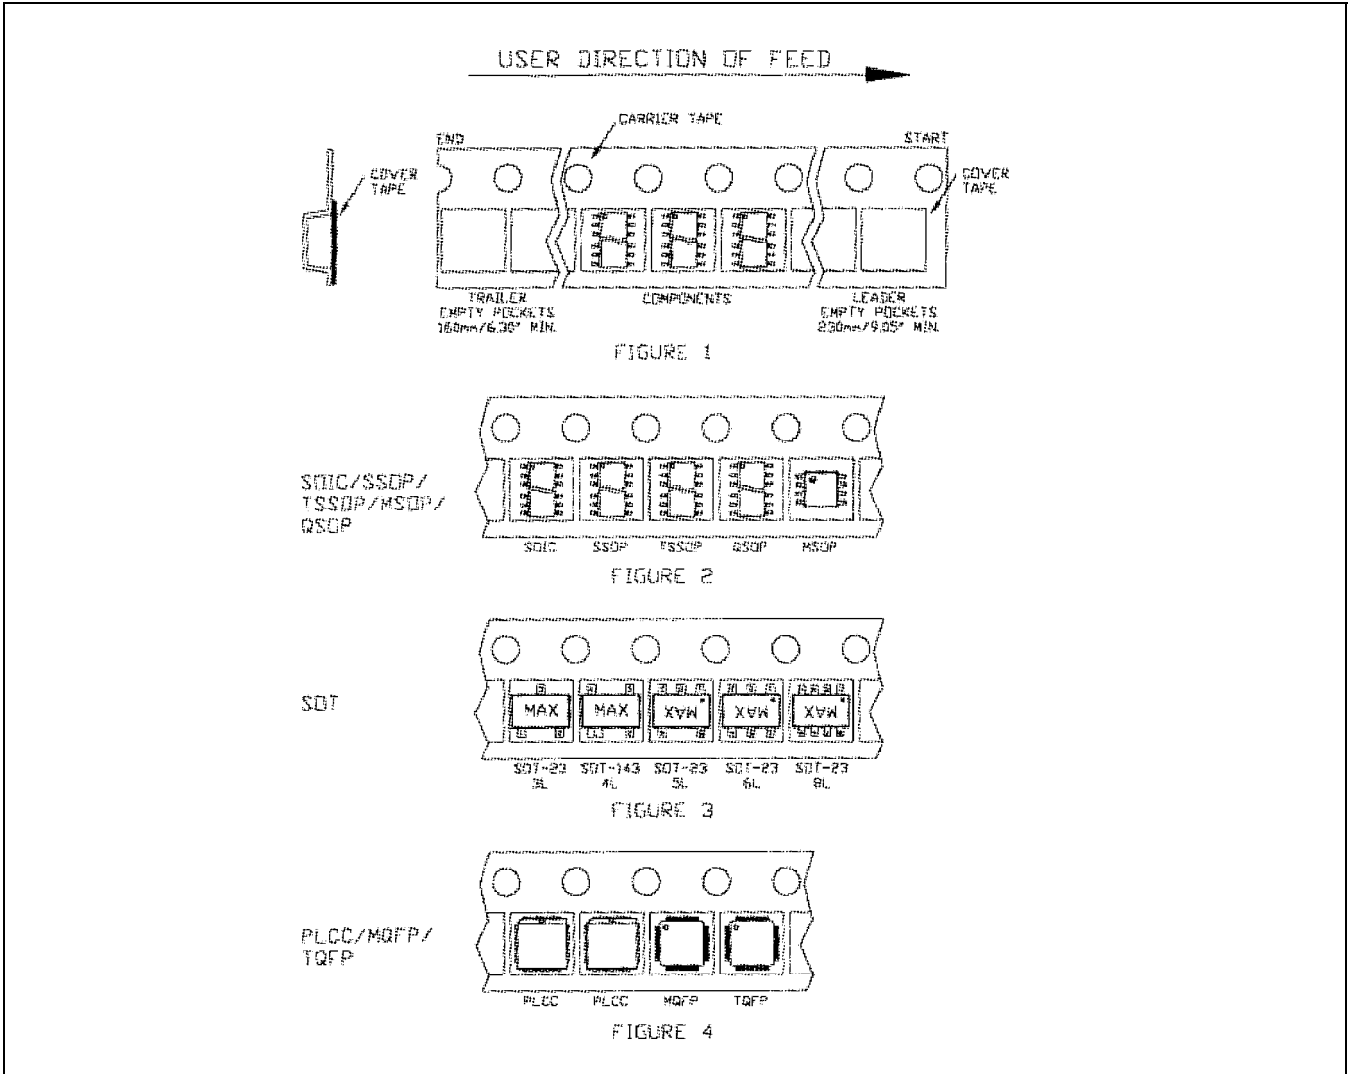 USER DIRECTION OF FEED
CARRIER TAPE
END
START
COVER
TAPE
COVER
TAPE
TRAILER
EMPTY POCKETS
160mm/6.30" MIN.
COMPONENTS
LEADER
EMPTY POCKETS
230mm/9.05" MIN.
FIGURE 1
SOIC/SSOP/
TSSOP/MSOP/
QSOP
SOIC SSOP TSSOP QSOP MSOP
FIGURE 2
SOT
MAX MAX MAX MAX MAX
SOT-23 SOT-143 SOT-23 SOT-23 SOT-23
3L 4L 5L 6L 8L
FIGURE 3
PLCC/MQFP/
TQFP
PLCC PLCC MQFP TQFP
FIGURE 4